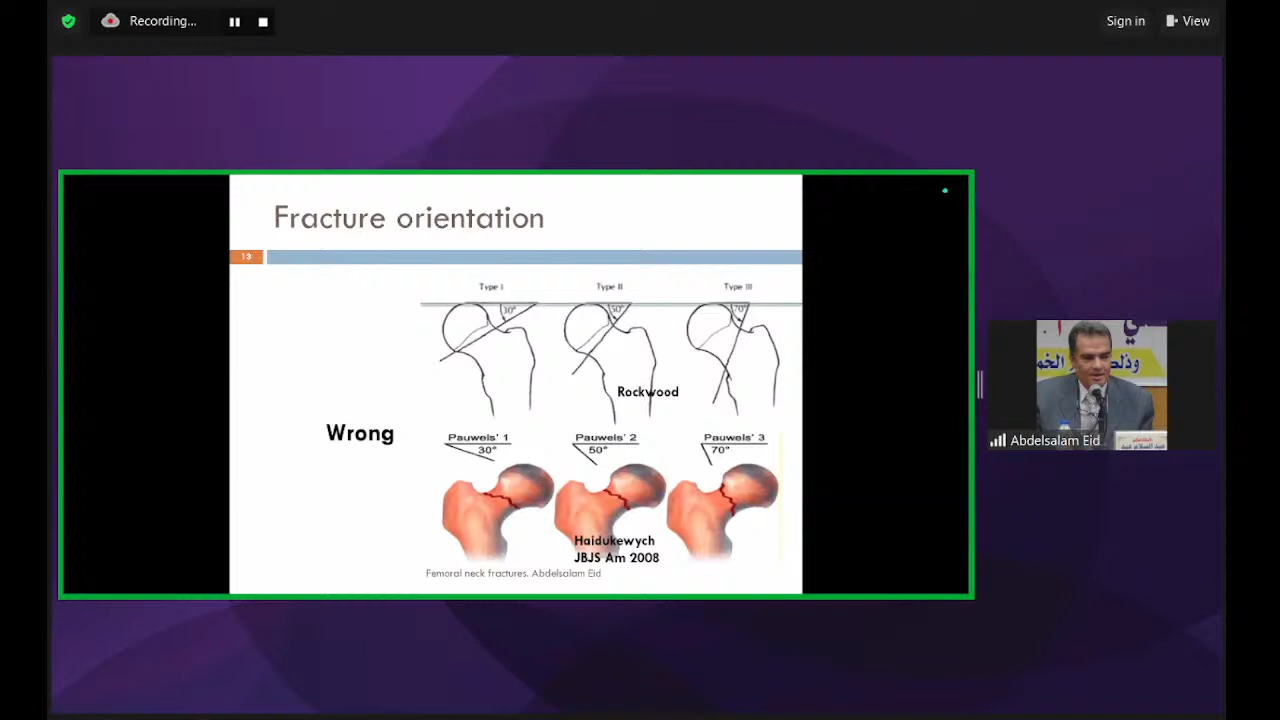 Recording...
Sign in
View
Fracture orientation
13
Type I
Type II
Type III
30°
50°
70°
Rockwood
Wrong
Pauwels' 1
Pauwels' 2
Pauwels' 3
30°
50°
70°
Haidukewych
JBJS Am 2008
Femoral neck fractures. Abdelsalam Eid
Abdelsalam Eid